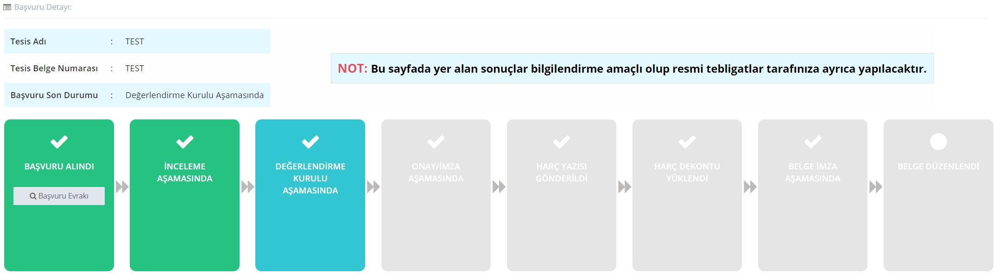 Başvuru Detayı:
Tesis Adı : TEST
Tesis Belge Numarası : TEST
Başvuru Son Durumu : Değerlendirme Kurulu Aşamasında
NOT: Bu sayfada yer alan sonuçlar bilgilendirme amaçlı olup resmi tebligatlar tarafınıza ayrıca yapılacaktır.
BAŞVURU ALINDI
Başvuru Evrakı
İNCELEME
AŞAMASINDA
DEĞERLENDİRME
KURULU
AŞAMASINDA
ONAY/İMZA
AŞAMASINDA
HARÇ YAZISI
GÖNDERİLDİ
HARÇ DEKONTU
YÜKLENDİ
BELGE İMZA
AŞAMASINDA
BELGE DÜZENLENDİ